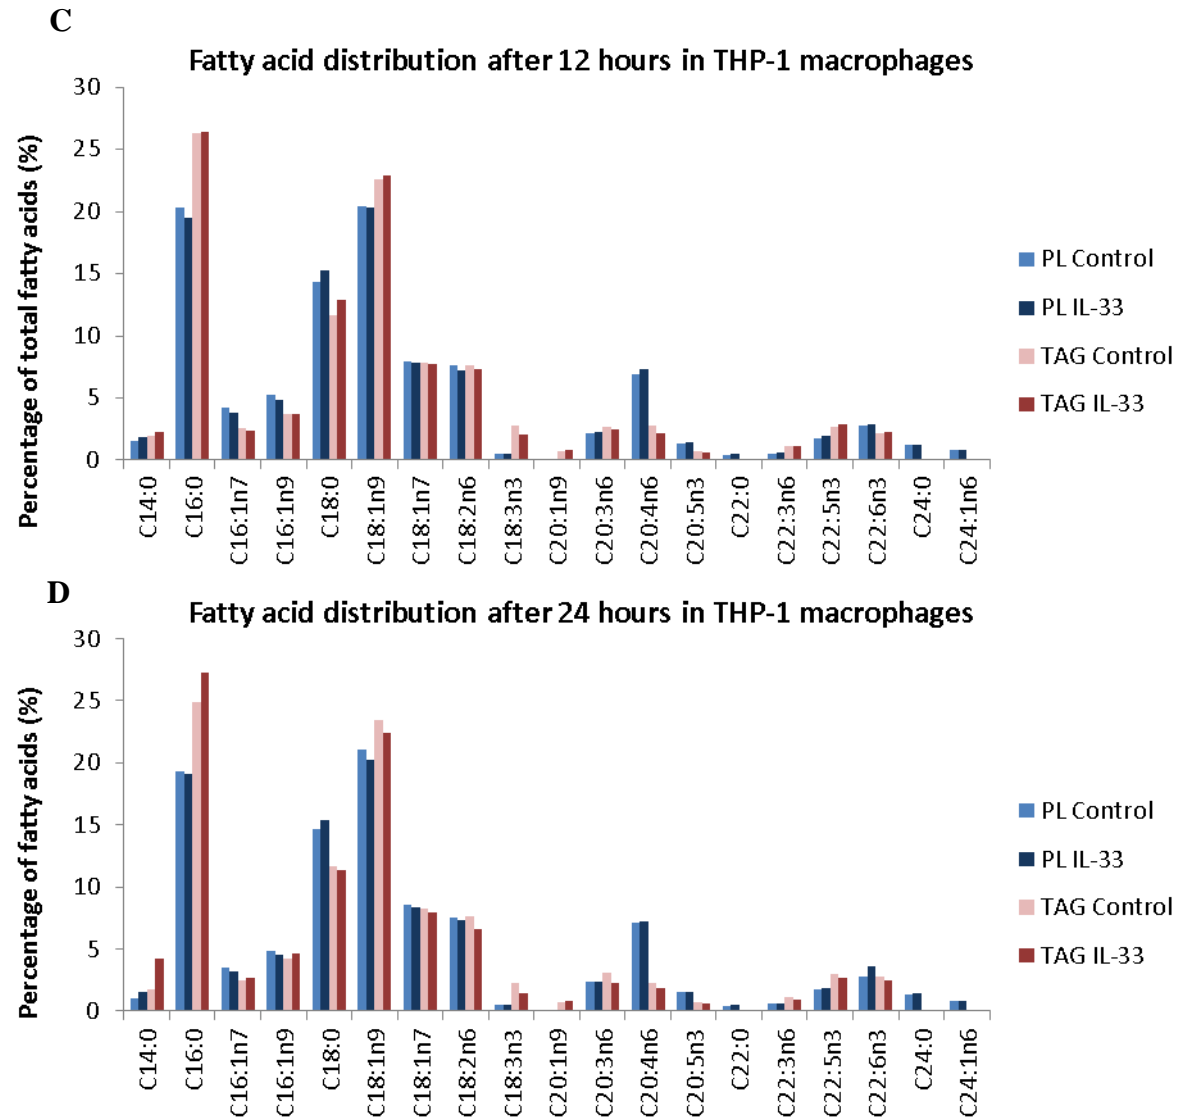 C
Fatty acid distribution after 12 hours in THP-1 macrophages
Percentage of total fatty acids (%)
30
25
20
15
10
5
0
C14:0
C16:0
C16:1n7
C16:1n9
C18:0
C18:1n9
C18:1n7
C18:2n6
C18:3n3
C20:1n9
C20:3n6
C20:4n6
C20:5n3
C22:0
C22:3n6
C22:5n3
C22:6n3
C24:0
C24:1n6
PL Control
PL IL-33
TAG Control
TAG IL-33
D
Fatty acid distribution after 24 hours in THP-1 macrophages
Percentage of fatty acids (%)
30
25
20
15
10
5
0
C14:0
C16:0
C16:1n7
C16:1n9
C18:0
C18:1n9
C18:1n7
C18:2n6
C18:3n3
C20:1n9
C20:3n6
C20:4n6
C20:5n3
C22:0
C22:3n6
C22:5n3
C22:6n3
C24:0
C24:1n6
PL Control
PL IL-33
TAG Control
TAG IL-33